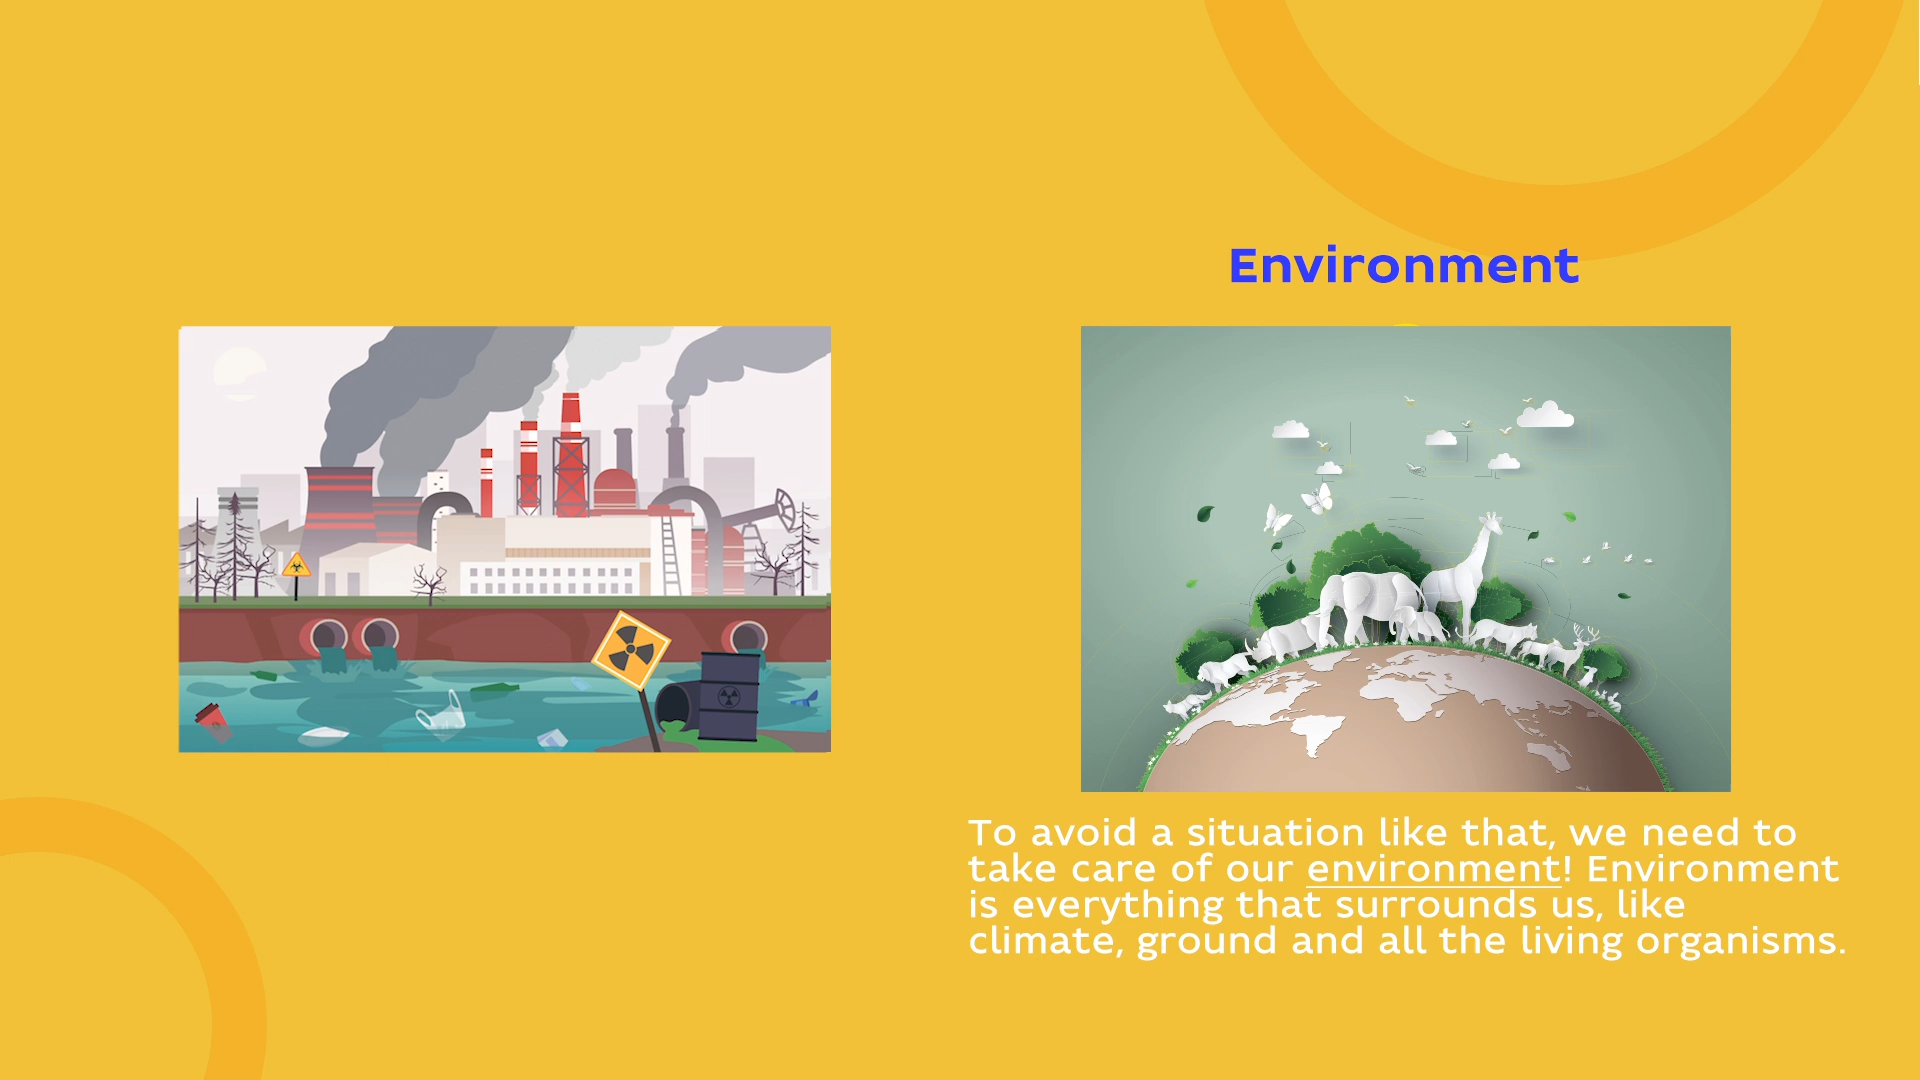 Environment
To avoid a situation like that, we need to
take care of our environment! Environment
is everything that surrounds us, like
climate, ground and all the living organisms.